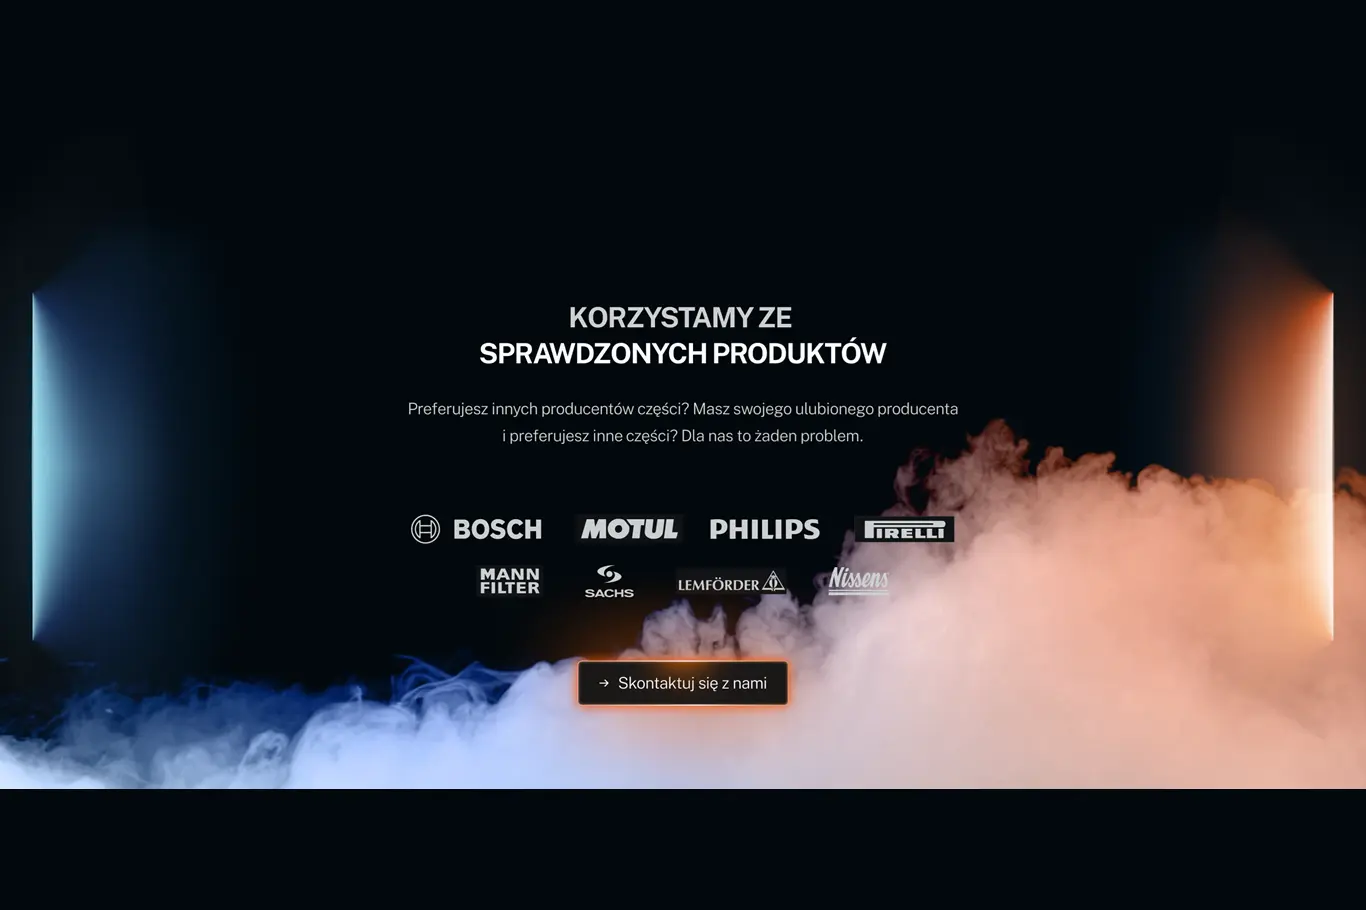 KORZYSTAMY ZE
SPRAWDZONYCH PRODUKTÓW
Preferujesz innych producentów części? Masz swojego ulubionego producenta
i preferujesz inne części? Dla nas to żaden problem.
BOSCH MOTUL PHILIPS PIRELLI
MANN
FILTER SACHS LEMFÖRDER Nissens
→ Skontaktuj się z nami